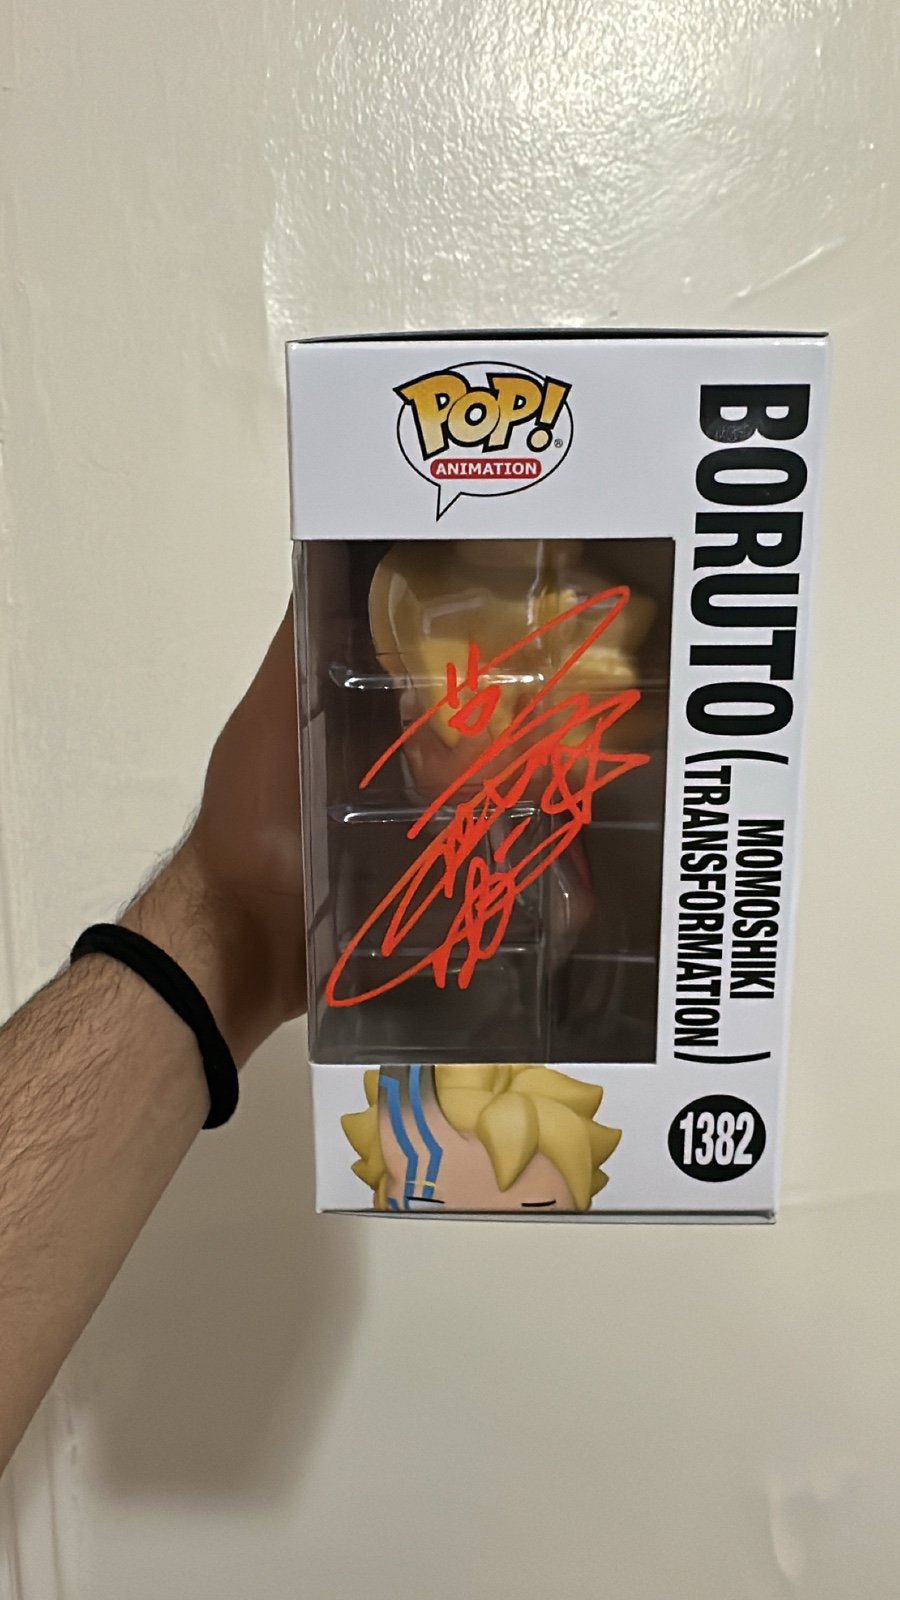 POP!®
ANIMATION
BORUTO (MOMOSHIKI
TRANSFORMATION)
1382